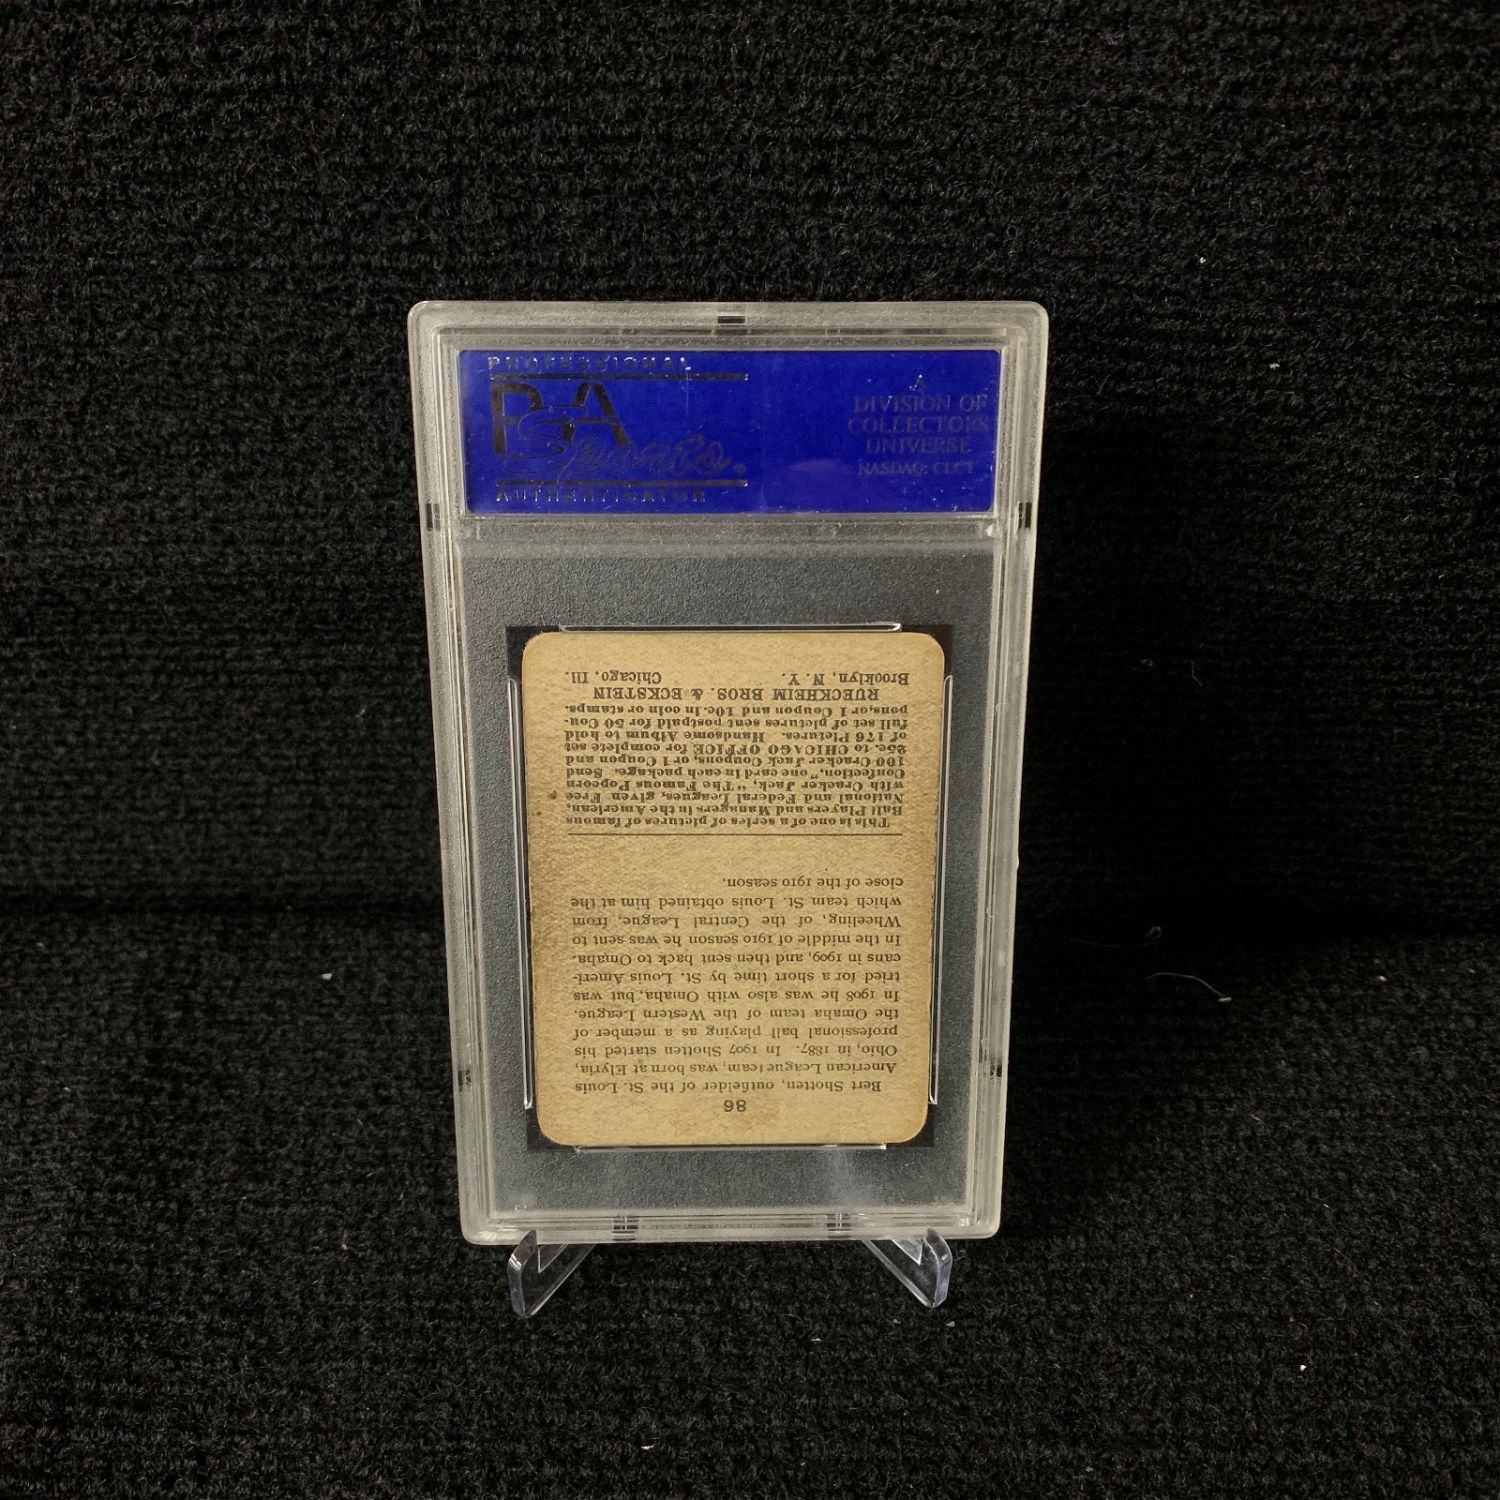 PROFESSIONAL
PSA
Sports
AUTHENTICATOR
A
DIVISION OF
COLLECTORS
UNIVERSE
NASDAQ: CLCT
86
Bert Shotten, outfielder of the St. Louis
American League team, was born at Elyria,
Ohio, in 1887. In 1907 Shotten started his
professional ball playing as a member of
the Omaha team of the Western League.
In 1908 he was also with Omaha, but was
tried for a short time by St. Louis Ameri-
cans in 1909, and then sent back to Omaha.
In the middle of 1910 season he was sent to
Wheeling, of the Central League, from
which team St. Louis obtained him at the
close of the 1910 season.
This is one of a series of pictures of famous
Ball Players and Managers in the American,
National and Federal Leagues, given Free
with Cracker Jack, "The Famous Popcorn
Confection," one card in each package. Send
100 Cracker Jack Coupons, or 1 Coupon and
25c. to CHICAGO OFFICE for complete set
of 176 Pictures. Handsome Album to hold
full set of pictures sent postpaid for 50 Cou-
pons, or 1 Coupon and 10c. in coin or stamps.
RUECKHEIM BROS. & ECKSTEIN
Brooklyn, N. Y. Chicago, Ill.